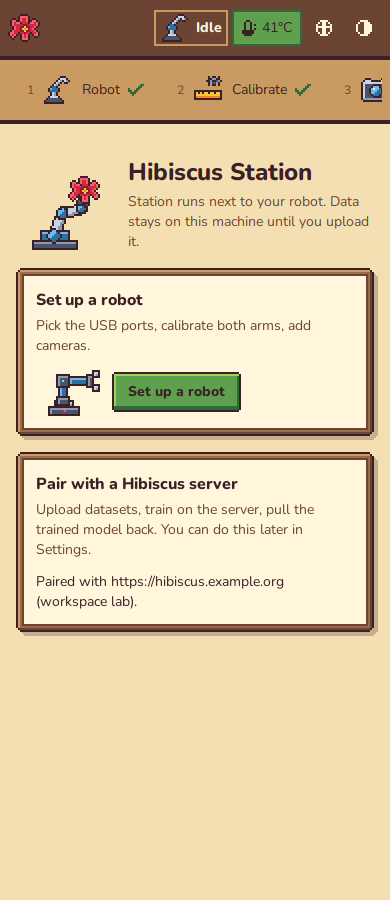 Idle
41°C
1 Robot
2 Calibrate
3
Hibiscus Station
Station runs next to your robot. Data
stays on this machine until you upload
it.
Set up a robot
Pick the USB ports, calibrate both arms, add
cameras.
Set up a robot
Pair with a Hibiscus server
Upload datasets, train on the server, pull the
trained model back. You can do this later in
Settings.
Paired with https://hibiscus.example.org
(workspace lab).